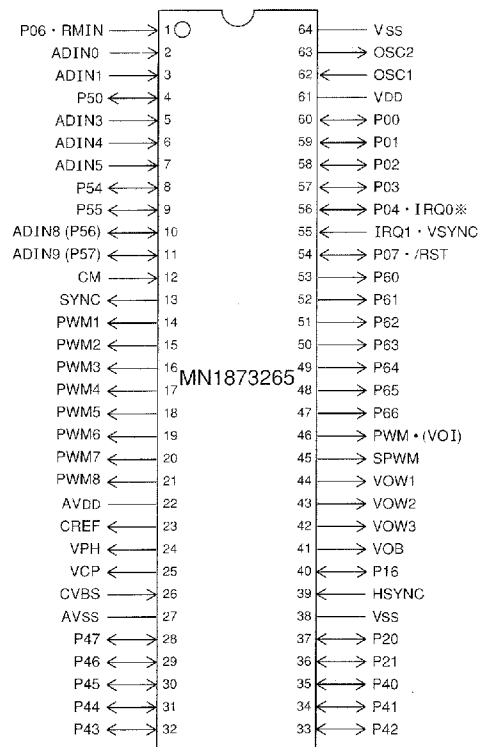 P06・RMIN 1 64 VSS
ADIN0 2 63 OSC2
ADIN1 3 62 OSC1
P50 4 61 VDD
ADIN3 5 60 P00
ADIN4 6 59 P01
ADIN5 7 58 P02
P54 8 57 P03
P55 9 56 P04・IRQ0※
ADIN8 (P56) 10 55 IRQ1・VSYNC
ADIN9 (P57) 11 54 P07・/RST
CM 12 53 P60
SYNC 13 52 P61
PWM1 14 51 P62
PWM2 15 50 P63
PWM3 16 49 P64
MN1873265
PWM4 17 48 P65
PWM5 18 47 P66
PWM6 19 46 PWM・(VOI)
PWM7 20 45 SPWM
PWM8 21 44 VOW1
AVDD 22 43 VOW2
CREF 23 42 VOW3
VPH 24 41 VOB
VCP 25 40 P16
CVBS 26 39 HSYNC
AVSS 27 38 VSS
P47 28 37 P20
P46 29 36 P21
P45 30 35 P40
P44 31 34 P41
P43 32 33 P42